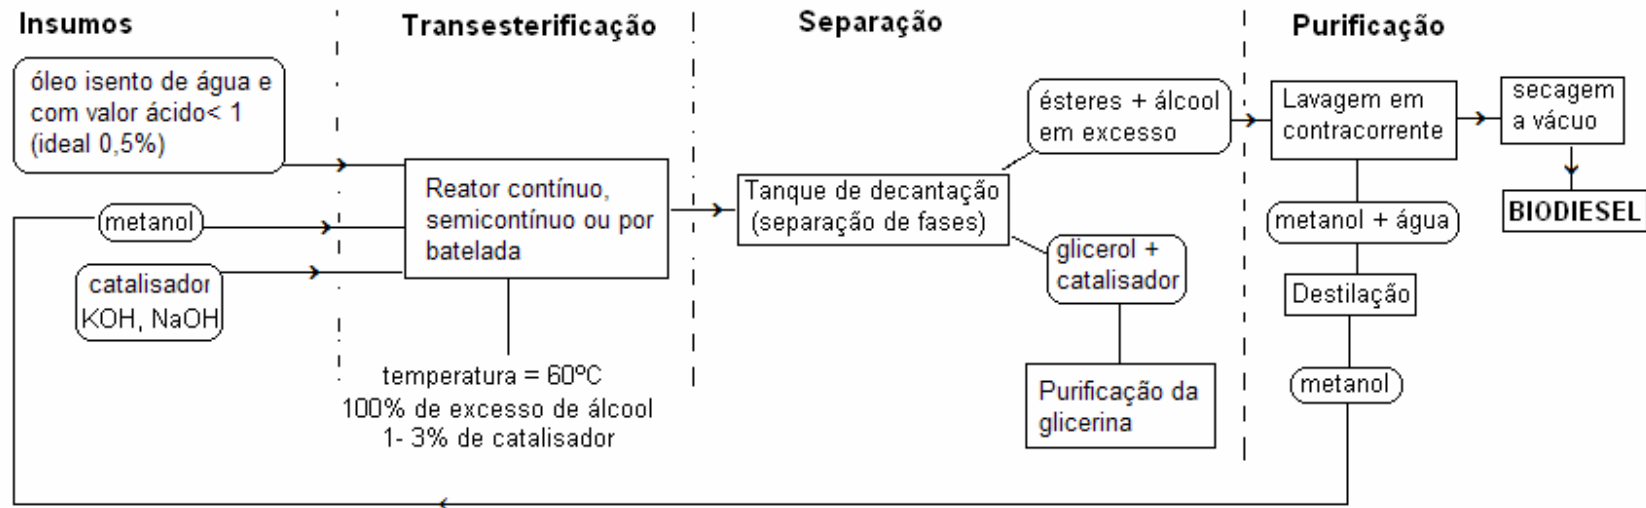 Insumos
Transesterificação
Separação
Purificação
óleo isento de água e
com valor ácido< 1
(ideal 0,5%)
metanol
catalisador
KOH, NaOH
Reator contínuo,
semicontínuo ou por
batelada
temperatura = 60ºC
100% de excesso de álcool
1- 3% de catalisador
Tanque de decantação
(separação de fases)
ésteres + álcool
em excesso
glicerol +
catalisador
Purificação da
glicerina
Lavagem em
contracorrente
metanol + água
Destilação
metanol
secagem
a vácuo
BIODIESEL